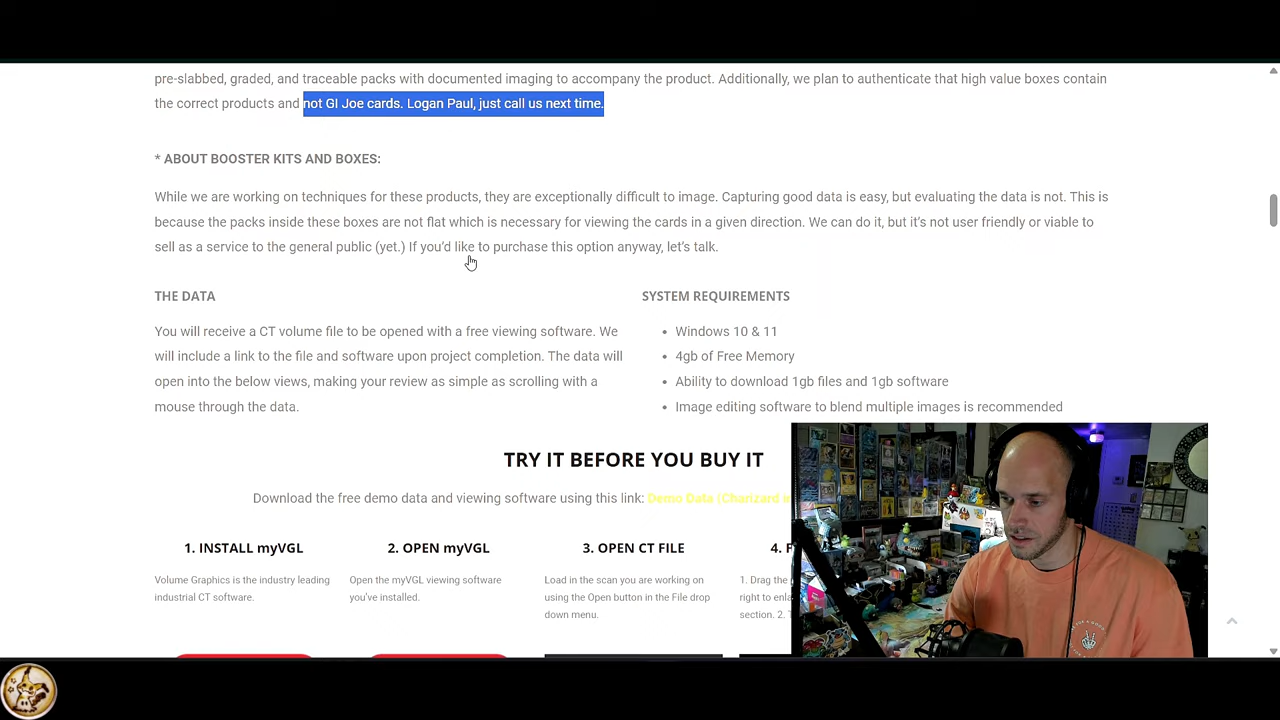 pre-slabbed, graded, and traceable packs with documented imaging to accompany the product. Additionally, we plan to authenticate that high value boxes contain
the correct products and not GI Joe cards. Logan Paul, just call us next time.
* ABOUT BOOSTER KITS AND BOXES:
While we are working on techniques for these products, they are exceptionally difficult to image. Capturing good data is easy, but evaluating the data is not. This is
because the packs inside these boxes are not flat which is necessary for viewing the cards in a given direction. We can do it, but it's not user friendly or viable to
sell as a service to the general public (yet.) If you'd like to purchase this option anyway, let's talk.
THE DATA
You will receive a CT volume file to be opened with a free viewing software. We
will include a link to the file and software upon project completion. The data will
open into the below views, making your review as simple as scrolling with a
mouse through the data.
SYSTEM REQUIREMENTS
• Windows 10 & 11
• 4gb of Free Memory
• Ability to download 1gb files and 1gb software
• Image editing software to blend multiple images is recommended
TRY IT BEFORE YOU BUY IT
Download the free demo data and viewing software using this link: Demo Data (Charizard
1. INSTALL myVGL
Volume Graphics is the industry leading
industrial CT software.
2. OPEN myVGL
Open the myVGL viewing software
you've installed.
3. OPEN CT FILE
Load in the scan you are working on
using the Open button in the File drop
down menu.
4.
1. Drag the
right to
section. 2.